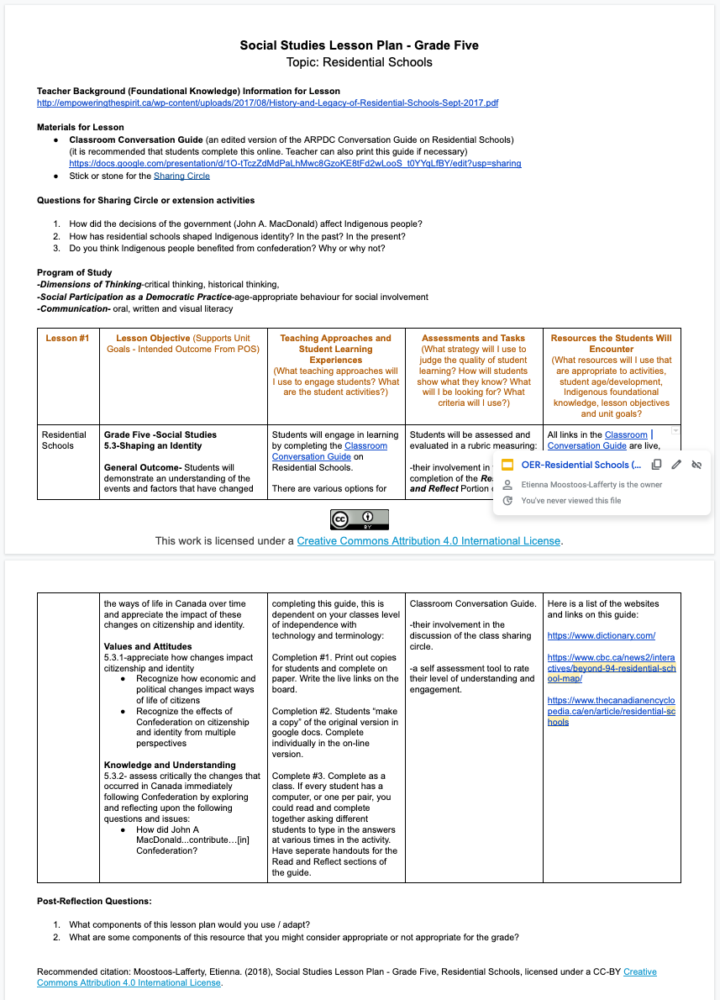 Social Studies Lesson Plan - Grade Five
Topic: Residential Schools
Teacher Background (Foundational Knowledge) Information for Lesson
http://empoweringthespirit.ca/wp-content/uploads/2017/08/History-and-Legacy-of-Residential-Schools-Sept-2017.pdf
Materials for Lesson
● Classroom Conversation Guide (an edited version of the ARPDC Conversation Guide on Residential Schools)
(it is recommended that students complete this online. Teacher can also print this guide if necessary)
https://docs.google.com/presentation/d/1O-tTczZdMdPaLhMwc8GzoKE8tFd2wLooS_t0YYqLfBY/edit?usp=sharing
● Stick or stone for the Sharing Circle
Questions for Sharing Circle or extension activities
1. How did the decisions of the government (John A. MacDonald) affect Indigenous people?
2. How has residential schools shaped Indigenous identity? In the past? In the present?
3. Do you think Indigenous people benefited from confederation? Why or why not?
Program of Study
-Dimensions of Thinking-critical thinking, historical thinking,
-Social Participation as a Democratic Practice-age-appropriate behaviour for social involvement
-Communication- oral, written and visual literacy
Lesson #1
Lesson Objective (Supports Unit
Goals - Intended Outcome From POS)
Teaching Approaches and
Student Learning
Experiences
(What teaching approaches will
I use to engage students? What
are the student activities?)
Assessments and Tasks
(What strategy will I use to
judge the quality of student
learning? How will students
show what they know? What
will I be looking for? What
criteria will I use?)
Resources the Students Will
Encounter
(What resources will I use that
are appropriate to activities,
student age/development,
Indigenous foundational
knowledge, lesson objectives
and unit goals?
Residential
Schools
Grade Five -Social Studies
5.3-Shaping an Identity
General Outcome- Students will
demonstrate an understanding of the
events and factors that have changed
Students will engage in learning
by completing the Classroom
Conversation Guide on
Residential Schools.
There are various options for
Students will be assessed and
evaluated in a rubric measuring:
-their involvement in
completion of the Re
and Reflect Portion
All links in the Classroom
Conversation Guide are live,
OER-Residential Schools (...
Etienna Moostoos-Lafferty is the owner
You've never viewed this file
CC BY
This work is licensed under a Creative Commons Attribution 4.0 International License.
the ways of life in Canada over time
and appreciate the impact of these
changes on citizenship and identity.
Values and Attitudes
5.3.1-appreciate how changes impact
citizenship and identity
● Recognize how economic and
political changes impact ways
of life of citizens
● Recognize the effects of
Confederation on citizenship
and identity from multiple
perspectives
Knowledge and Understanding
5.3.2- assess critically the changes that
occurred in Canada immediately
following Confederation by exploring
and reflecting upon the following
questions and issues:
● How did John A
MacDonald...contribute…[in]
Confederation?
completing this guide, this is
dependent on your classes level
of independence with
technology and terminology:
Completion #1. Print out copies
for students and complete on
paper. Write the live links on the
board.
Completion #2. Students “make
a copy” of the original version in
google docs. Complete
individually in the on-line
version.
Complete #3. Complete as a
class. If every student has a
computer, or one per pair, you
could read and complete
together asking different
students to type in the answers
at various times in the activity.
Have seperate handouts for the
Read and Reflect sections of
the guide.
Classroom Conversation Guide.
-their involvement in the
discussion of the class sharing
circle.
-a self assessment tool to rate
their level of understanding and
engagement.
Here is a list of the websites
and links on this guide:
https://www.dictionary.com/
https://www.cbc.ca/news2/intera
ctives/beyond-94-residential-sch
ool-map/
https://www.thecanadianencyclo
pedia.ca/en/article/residential-sc
hools
Post-Reflection Questions:
1. What components of this lesson plan would you use / adapt?
2. What are some components of this resource that you might consider appropriate or not appropriate for the grade?
Recommended citation: Moostoos-Lafferty, Etienna. (2018), Social Studies Lesson Plan - Grade Five, Residential Schools, licensed under a CC-BY Creative
Commons Attribution 4.0 International License.